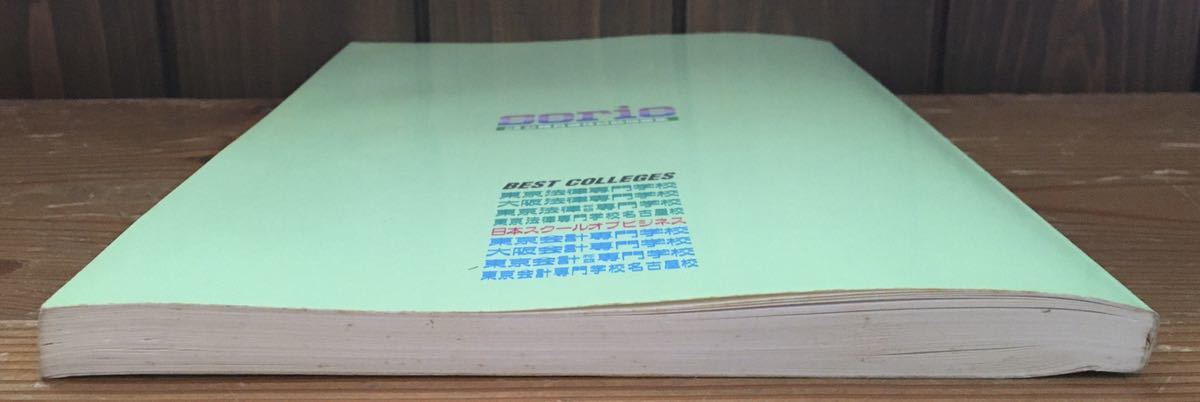 BEST COLLEGES
東京法律専門学校
大阪法律専門学校
東京法律専門学校
東京法律専門学校名古屋校
日本スクールオブビジネス
東京会計専門学校
大阪会計専門学校
東京会計専門学校
東京会計専門学校名古屋校